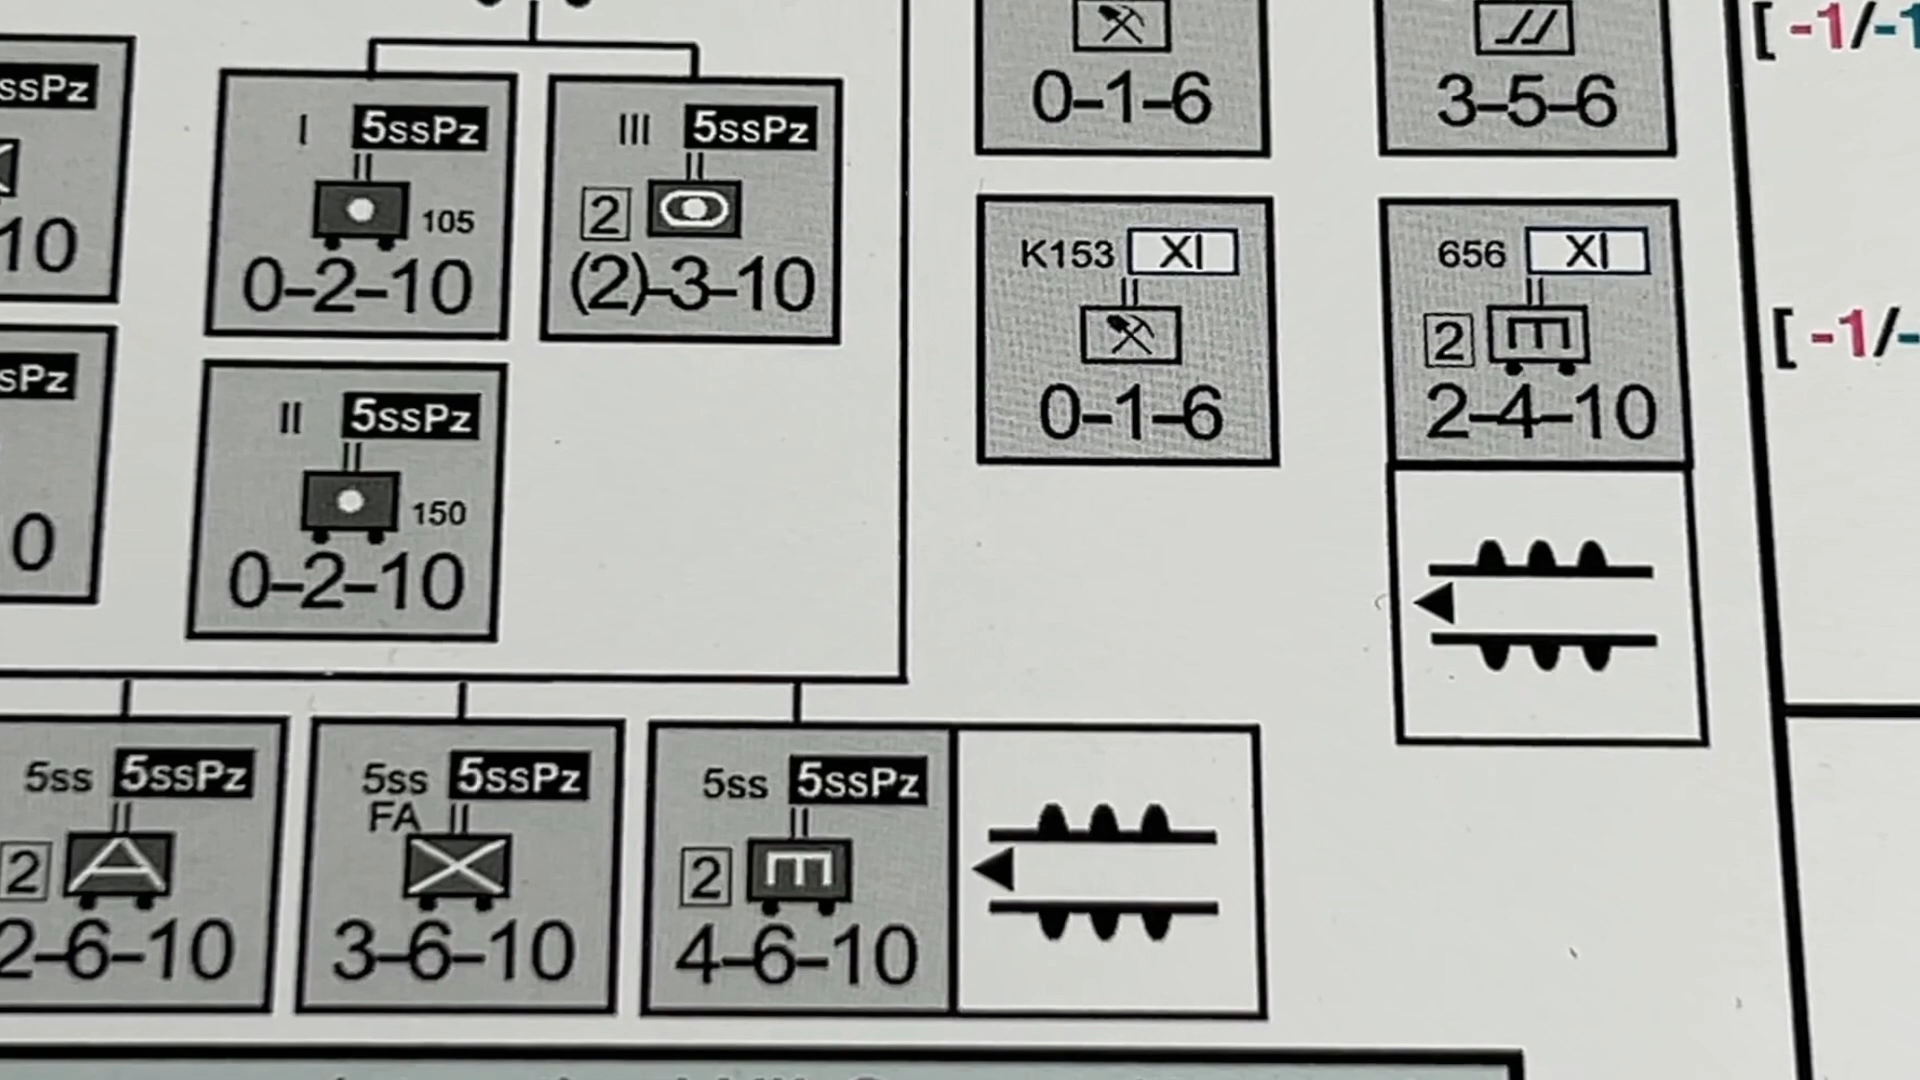 ssPz
10
sPz
0
I 5ssPz
105
0-2-10
III 5ssPz
2
(2)-3-10
II 5ssPz
150
0-2-10
0-1-6
3-5-6
K153 XI
0-1-6
656 XI
2
2-4-10
[ -1/-1
[ -1/-
5ss 5ssPz
2
2-6-10
5ss 5ssPz
FA
3-6-10
5ss 5ssPz
2
4-6-10